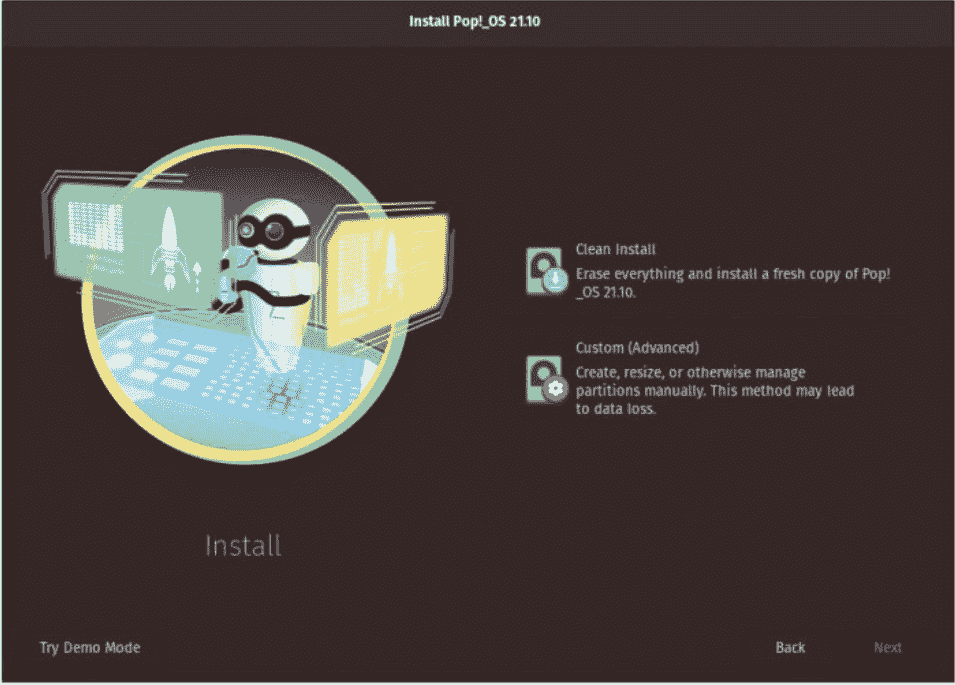 Install Pop!_OS 21.10
Clean Install
Erase everything and install a fresh copy of Pop!
_OS 21.10.
Custom (Advanced)
Create, resize, or otherwise manage
partitions manually. This method may lead
to data loss.
Install
Try Demo Mode
Back
Next